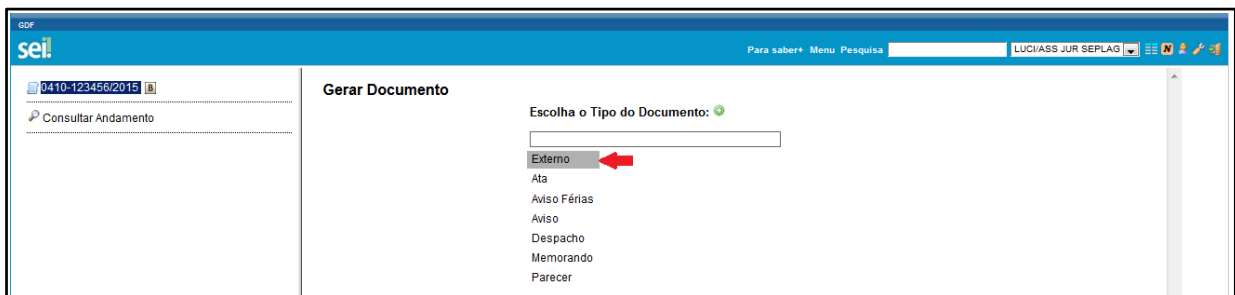 GDF
sei!
Para saber+ Menu Pesquisa LUCI/ASS JUR SEPLAG N
0410-123456/2015 B
Consultar Andamento
Gerar Documento
Escolha o Tipo do Documento:
Externo
Ata
Aviso Férias
Aviso
Despacho
Memorando
Parecer